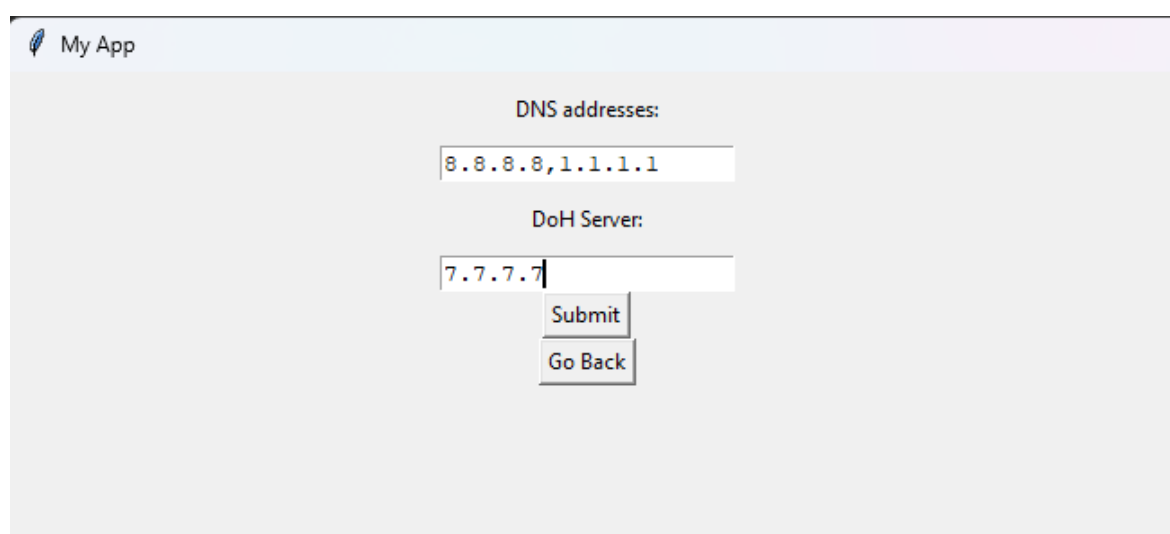 My App
DNS addresses:
8.8.8.8,1.1.1.1
DoH Server:
7.7.7.7
Submit
Go Back